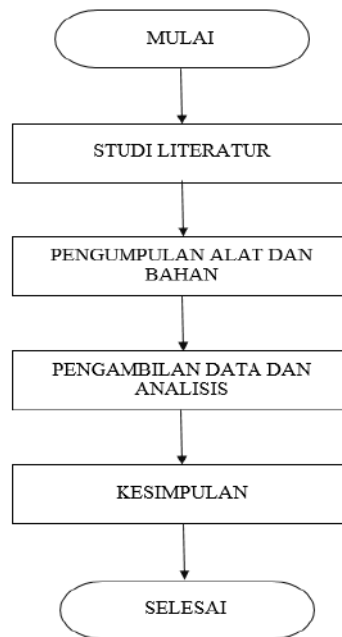 MULAI
STUDI LITERATUR
PENGUMPULAN ALAT DAN
BAHAN
PENGAMBILAN DATA DAN
ANALISIS
KESIMPULAN
SELESAI